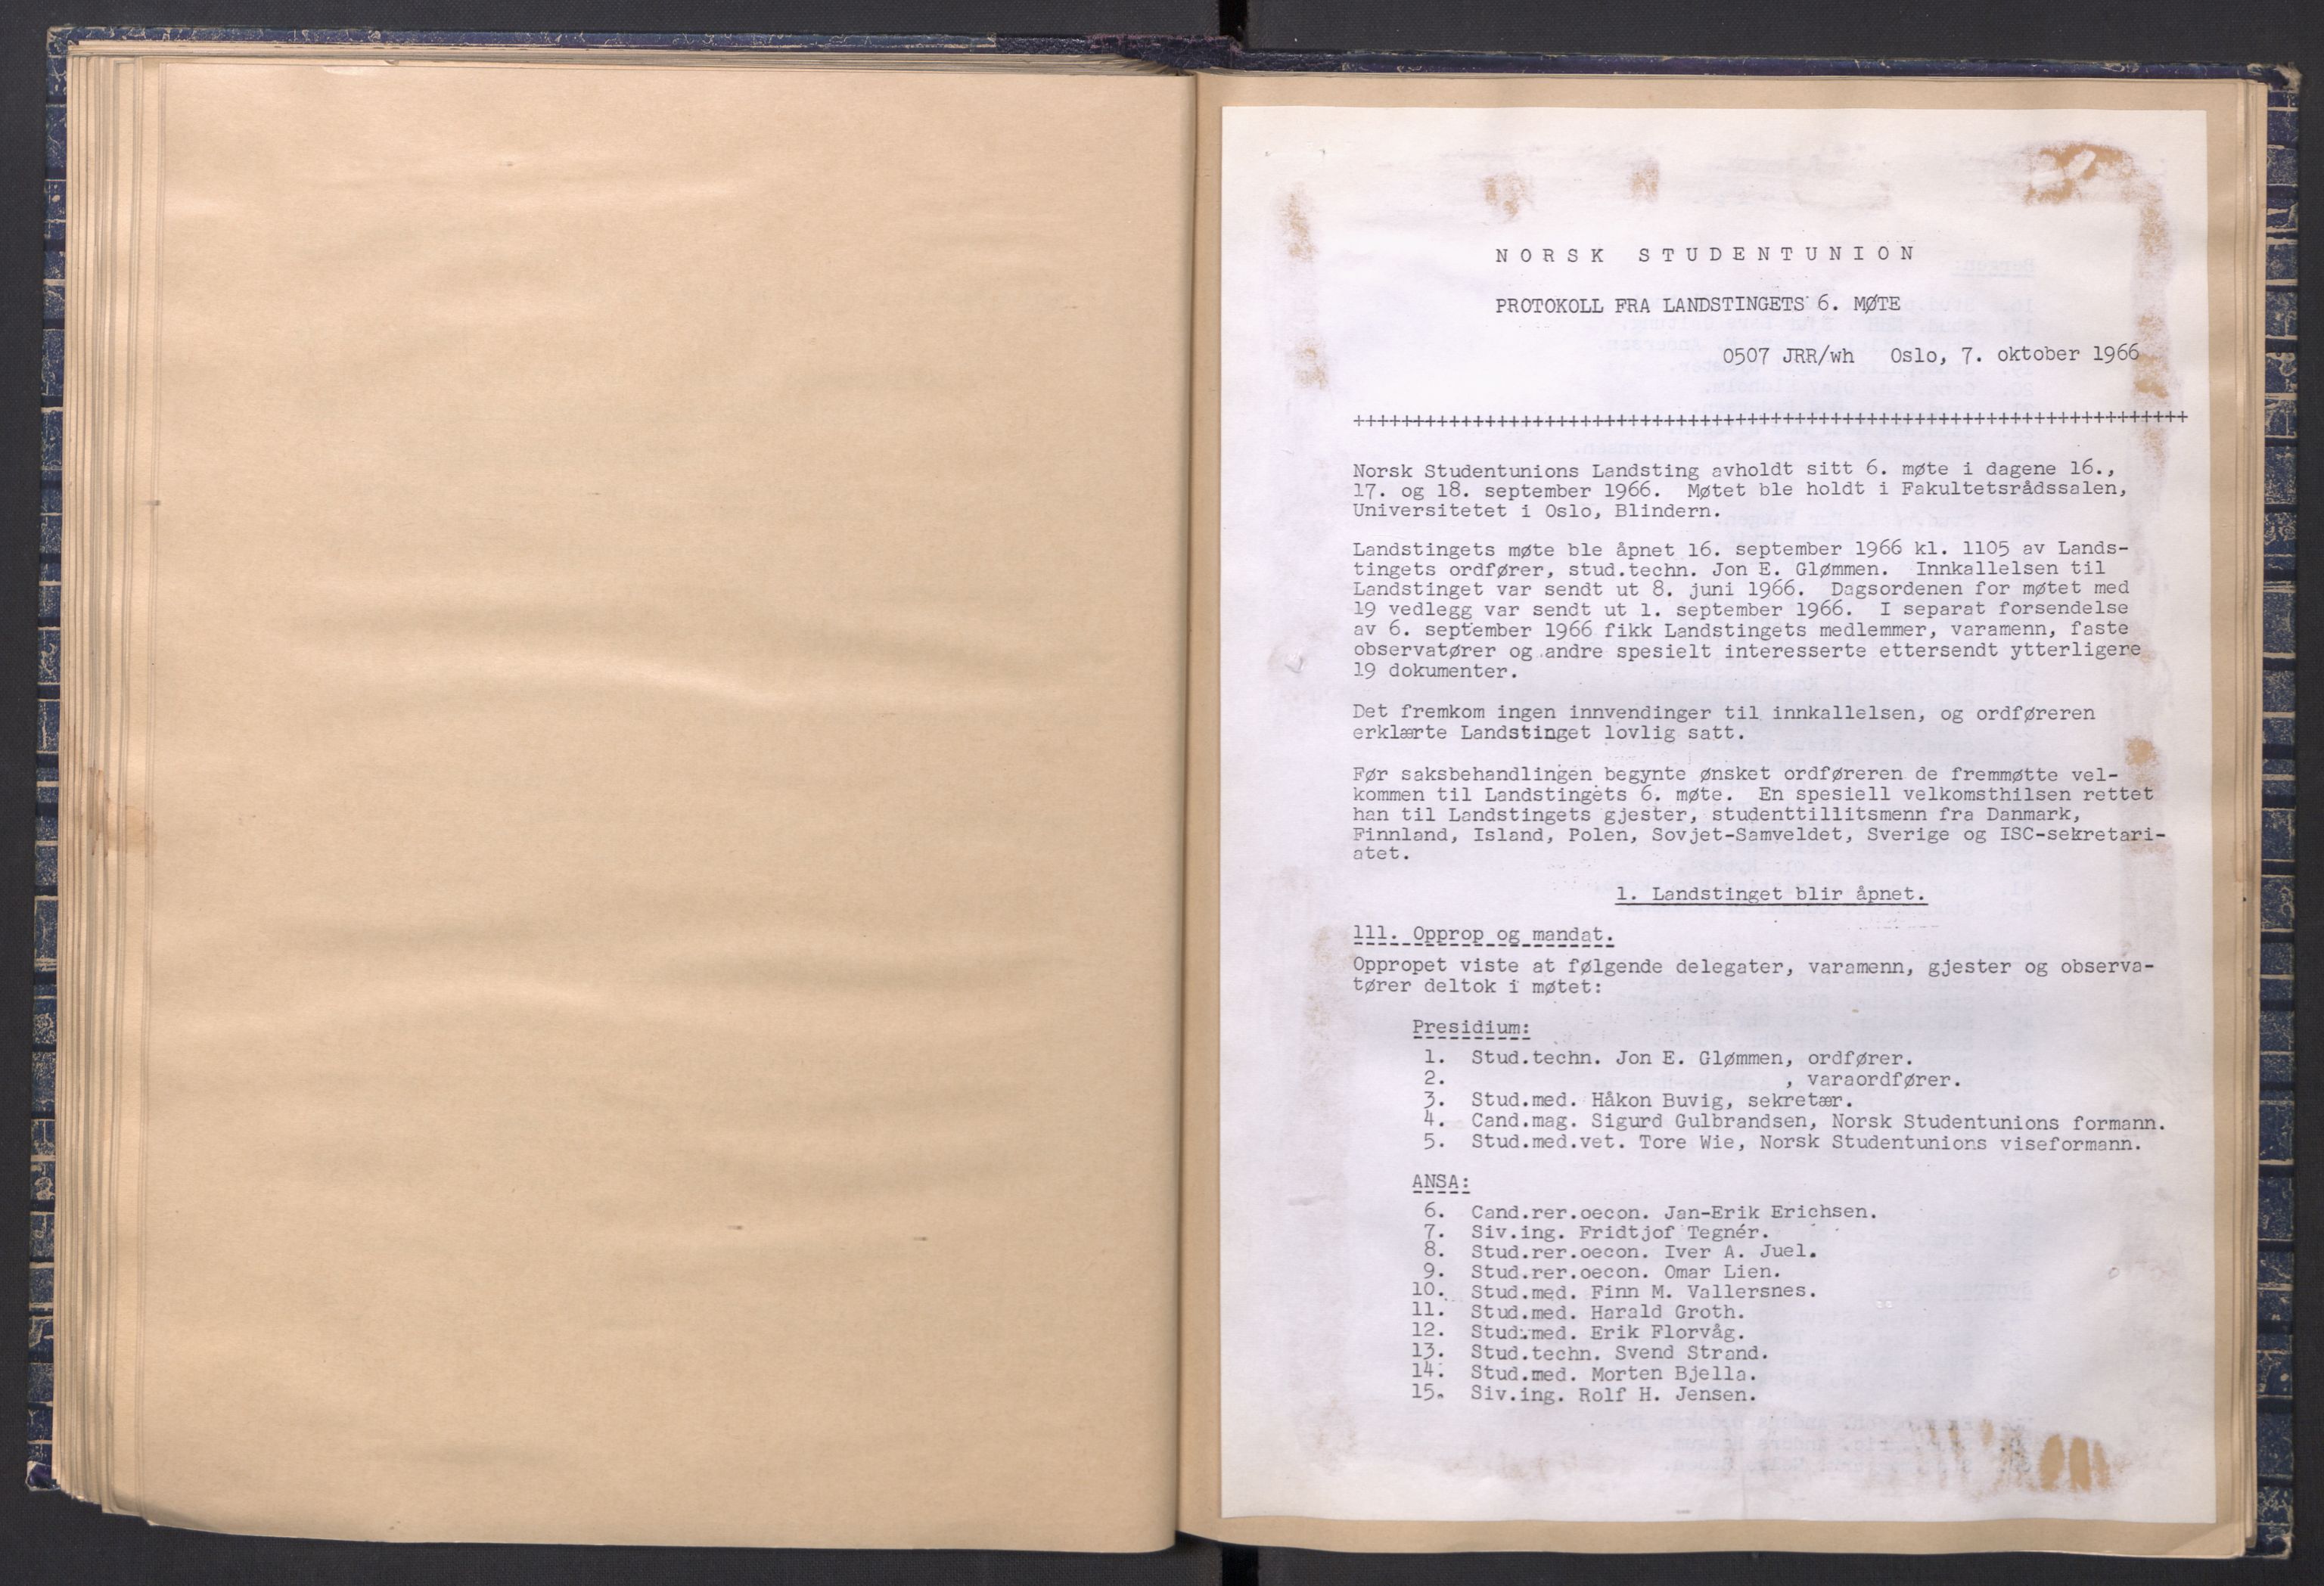 NORSK STUDENTUNION
PROTOKOLL FRA LANDSTINGETS 6. MØTE
0507 JRR/wh Oslo, 7. oktober 1966
+++++++++++++++++++++++++++++++++++++++++++++++++++++++++++++++++++++
Norsk Studentunions Landsting avholdt sitt 6. møte i dagene 16.,
17. og 18. september 1966. Møtet ble holdt i Fakultetsrådssalen,
Universitetet i Oslo, Blindern.
Landstingets møte ble åpnet 16. september 1966 kl. 1105 av Lands-
tingets ordfører, stud.techn. Jon E. Glømmen. Innkallelsen til
Landstinget var sendt ut 8. juni 1966. Dagsordenen for møtet med
19 vedlegg var sendt ut 1. september 1966. I separat forsendelse
av 6. september 1966 fikk Landstingets medlemmer, varamenn, faste
observatører og andre spesielt interesserte ettersendt ytterligere
19 dokumenter.
Det fremkom ingen innvendinger til innkallelsen, og ordføreren
erklærte Landstinget lovlig satt.
Før saksbehandlingen begynte ønsket ordføreren de fremmøtte vel-
kommen til Landstingets 6. møte. En spesiell velkomsthilsen rettet
han til Landstingets gjester, studenttillitsmenn fra Danmark,
Finnland, Island, Polen, Sovjet-Samveldet, Sverige og ISC-sekretari-
atet.
1. Landstinget blir åpnet.
111. Opprop og mandat.
Oppropet viste at følgende delegater, varamenn, gjester og observa-
tører deltok i møtet:
Presidium:
1. Stud.techn. Jon E. Glømmen, ordfører.
2. , varaordfører.
3. Stud.med. Håkon Buvig, sekretær.
4. Cand.mag. Sigurd Gulbrandsen, Norsk Studentunions formann.
5. Stud.med.vet. Tore Wie, Norsk Studentunions viseformann.
ANSA:
6. Cand.rer.oecon. Jan-Erik Erichsen.
7. Siv.ing. Fridtjof Tegnér.
8. Stud.rer.oecon. Iver A. Juel.
9. Stud.rer.oecon. Omar Lien.
10. Stud.med. Finn M. Vallersnes.
11. Stud.med. Harald Groth.
12. Stud.med. Erik Florvåg.
13. Stud.techn. Svend Strand.
14. Stud.med. Morten Bjella.
15. Siv.ing. Rolf H. Jensen.